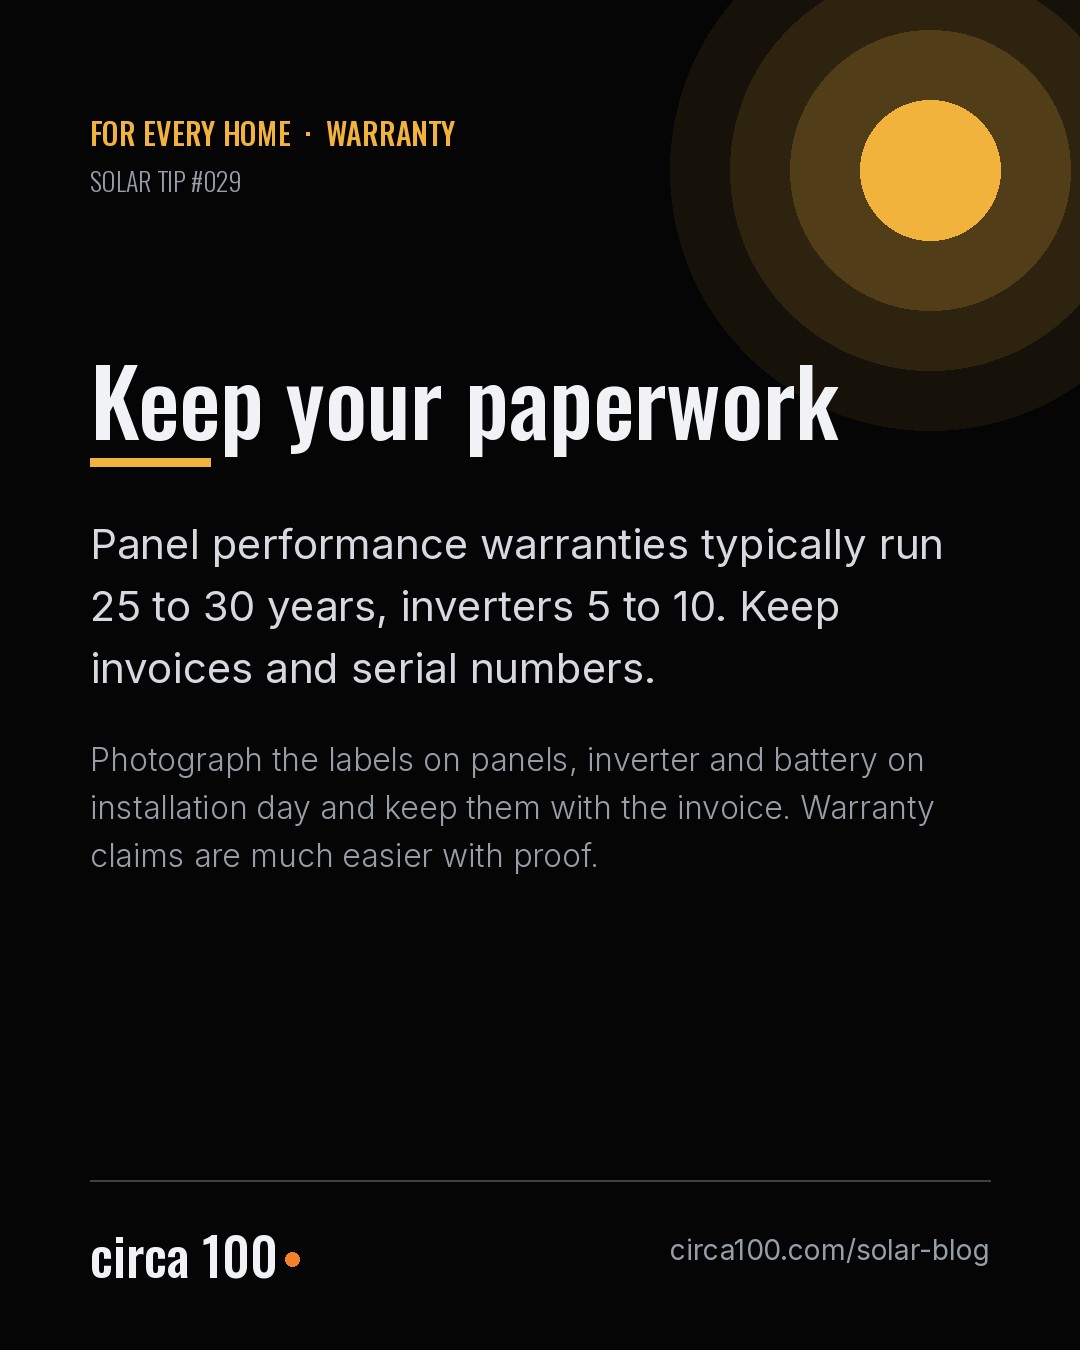 FOR EVERY HOME · WARRANTY
SOLAR TIP #029
Keep your paperwork
Panel performance warranties typically run
25 to 30 years, inverters 5 to 10. Keep
invoices and serial numbers.
Photograph the labels on panels, inverter and battery on
installation day and keep them with the invoice. Warranty
claims are much easier with proof.
circa 100
circa100.com/solar-blog